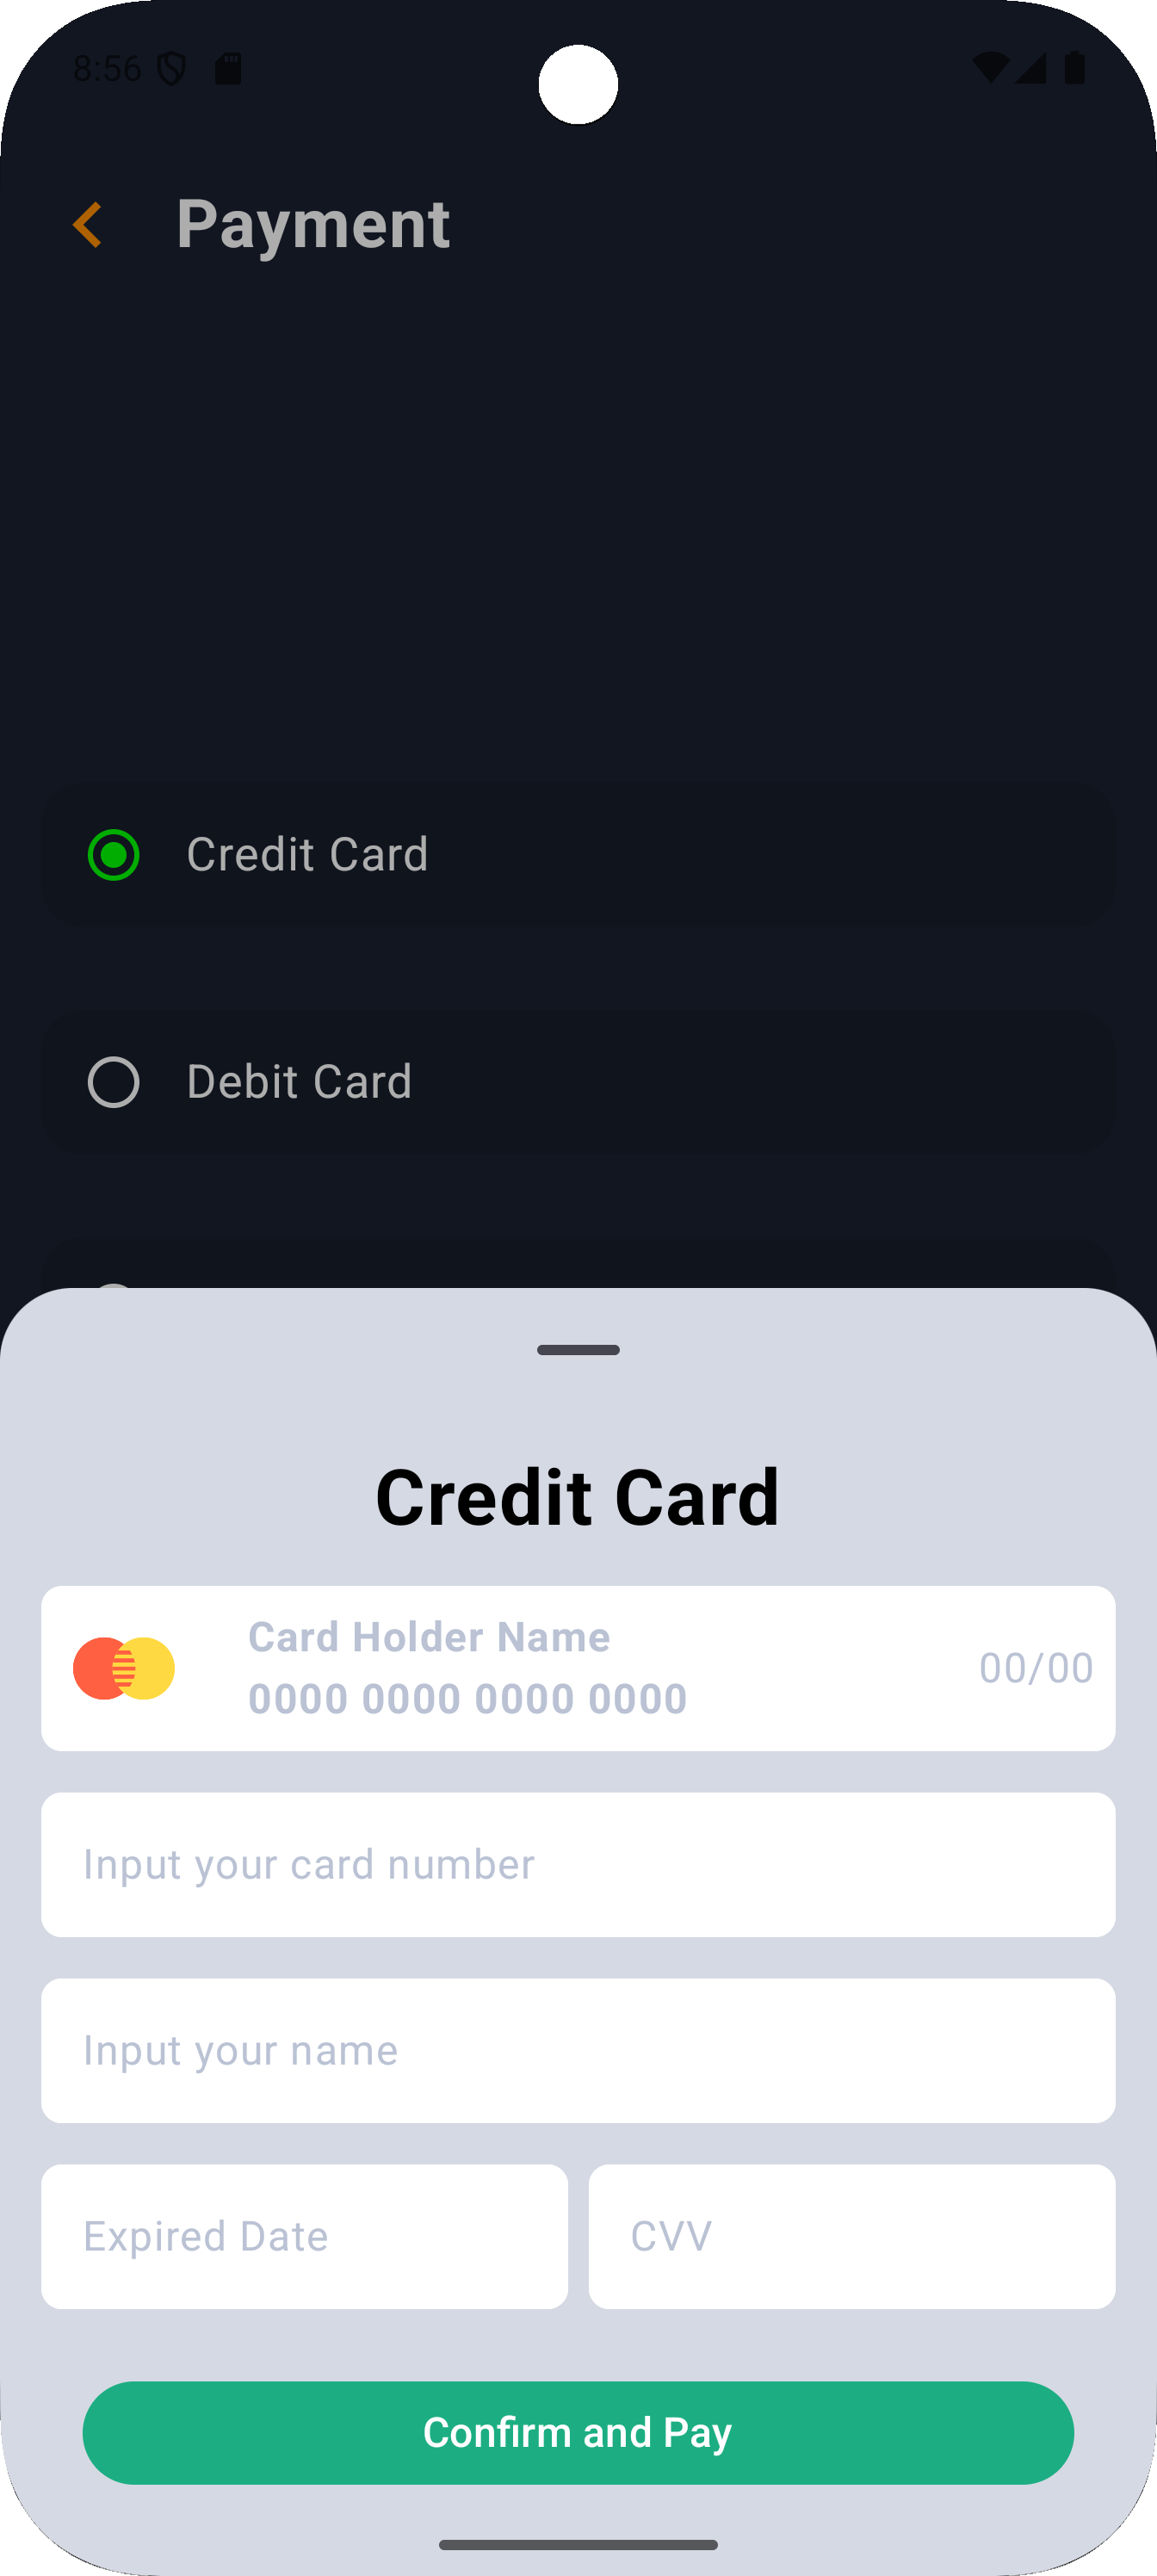 8:56
Payment
Credit Card
Debit Card
Credit Card
Card Holder Name
0000 0000 0000 0000
00/00
Input your card number
Input your name
Expired Date
CVV
Confirm and Pay